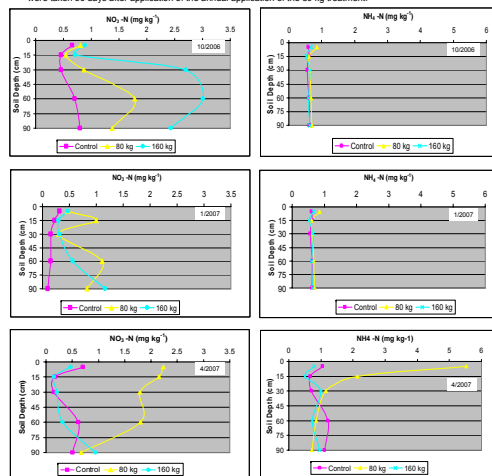 were taken days after application of the annual application of the 80 kg treatment.
NO3 -N (mg kg-1)
0 0.5 1 1.5 2 2.5 3 3.5
Soil Depth (cm)
0
15
30
45
60
75
90
10/2006
Control 80 kg 160 kg
NH4 -N (mg kg-1)
0 1 2 3 4 5 6
Soil Depth (cm)
0
15
30
45
60
75
90
10/2006
Control 80 kg 160 kg
NO3 -N (mg kg-1)
0 0.5 1 1.5 2 2.5 3 3.5
Soil Depth (cm)
0
15
30
45
60
75
90
1/2007
Control 80 kg 160 kg
NH4 -N (mg kg-1)
0 1 2 3 4 5 6
Soil Depth (cm)
0
15
30
45
60
75
90
1/2007
Control 80 kg 160 kg
NO3 -N (mg kg-1)
0 0.5 1 1.5 2 2.5 3 3.5
Soil Depth (cm)
0
15
30
45
60
75
90
4/2007
Control 80 kg 160 kg
NH4 -N (mg kg-1)
0 1 2 3 4 5 6
Soil Depth (cm)
0
15
30
45
60
75
90
4/2007
Control 80 kg 160 kg